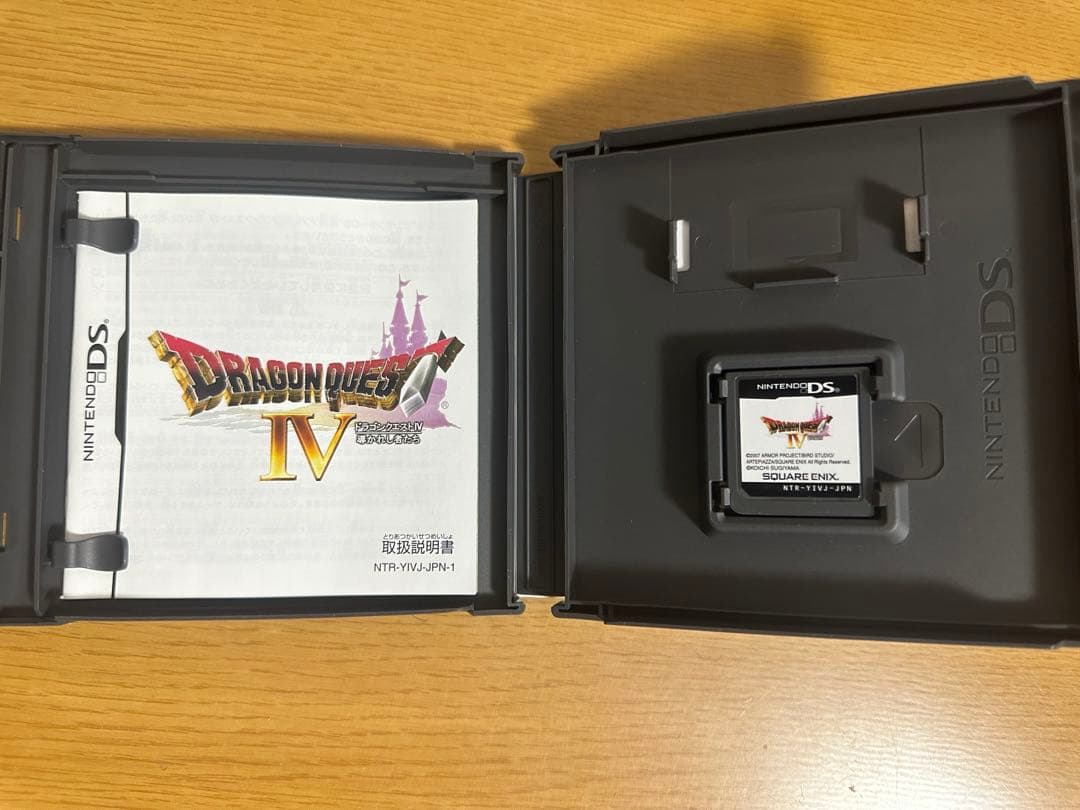 NINTENDO DS®
DRAGON QUEST®
IV
ドラゴンクエストIV
導かれし者たち
とりあつかいせつめいしょ
取扱説明書
NTR-YIVJ-JPN-1
NINTENDO DS®
NINTENDO DS®
DRAGON QUEST
IV
©2007 ARMOR PROJECT/BIRD STUDIO/
ARTEPIAZZA/SQUARE ENIX All Rights Reserved.
©KOICHI SUGIYAMA
SQUARE ENIX.
NTR-YIVJ-JPN